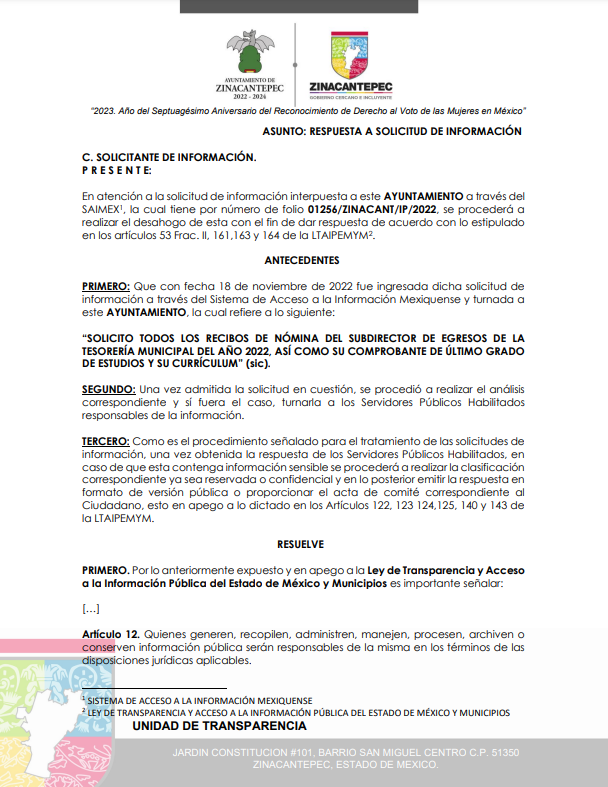 AYUNTAMIENTO DE
ZINACANTEPEC
2022 - 2024
ZINACANTEPEC
GOBIERNO CERCANO E INCLUYENTE
“2023. Año del Septuagésimo Aniversario del Reconocimiento de Derecho al Voto de las Mujeres en México”
ASUNTO: RESPUESTA A SOLICITUD DE INFORMACIÓN
C. SOLICITANTE DE INFORMACIÓN.
P R E S E N T E:
En atención a la solicitud de información interpuesta a este AYUNTAMIENTO a través del
SAIMEX¹, la cual tiene por número de folio 01256/ZINACANT/IP/2022, se procederá a
realizar el desahogo de esta con el fin de dar respuesta de acuerdo con lo estipulado
en los artículos 53 Frac. II, 161,163 y 164 de la LTAIPEMYM².
ANTECEDENTES
PRIMERO: Que con fecha 18 de noviembre de 2022 fue ingresada dicha solicitud de
información a través del Sistema de Acceso a la Información Mexiquense y turnada a
este AYUNTAMIENTO, la cual refiere a lo siguiente:
“SOLICITO TODOS LOS RECIBOS DE NÓMINA DEL SUBDIRECTOR DE EGRESOS DE LA
TESORERÍA MUNICIPAL DEL AÑO 2022, ASÍ COMO SU COMPROBANTE DE ÚLTIMO GRADO
DE ESTUDIOS Y SU CURRÍCULUM” (sic).
SEGUNDO: Una vez admitida la solicitud en cuestión, se procedió a realizar el análisis
correspondiente y sí fuera el caso, turnarla a los Servidores Públicos Habilitados
responsables de la información.
TERCERO: Como es el procedimiento señalado para el tratamiento de las solicitudes de
información, una vez obtenida la respuesta de los Servidores Públicos Habilitados, en
caso de que esta contenga información sensible se procederá a realizar la clasificación
correspondiente ya sea reservada o confidencial y en lo posterior emitir la respuesta en
formato de versión pública o proporcionar el acta de comité correspondiente al
Ciudadano, esto en apego a lo dictado en los Artículos 122, 123 124,125, 140 y 143 de
la LTAIPEMYM.
RESUELVE
PRIMERO. Por lo anteriormente expuesto y en apego a la Ley de Transparencia y Acceso
a la Información Pública del Estado de México y Municipios es importante señalar:
[…]
Artículo 12. Quienes generen, recopilen, administren, manejen, procesen, archiven o
conserven información pública serán responsables de la misma en los términos de las
disposiciones jurídicas aplicables.
¹ SISTEMA DE ACCESO A LA INFORMACIÓN MEXIQUENSE
² LEY DE TRANSPARENCIA Y ACCESO A LA INFORMACIÓN PÚBLICA DEL ESTADO DE MÉXICO Y MUNICIPIOS
UNIDAD DE TRANSPARENCIA
JARDIN CONSTITUCION #101, BARRIO SAN MIGUEL CENTRO C.P. 51350
ZINACANTEPEC, ESTADO DE MEXICO.